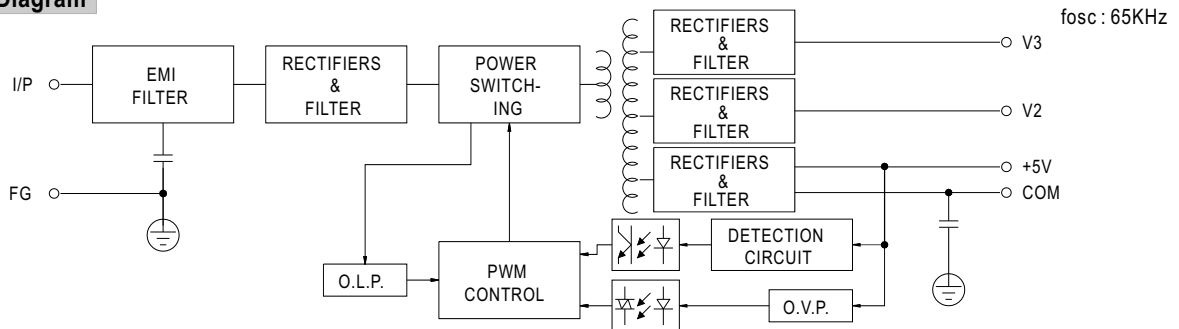 Diagram
fosc : 65KHz
I/P
EMI
FILTER
RECTIFIERS
&
FILTER
POWER
SWITCH-
ING
RECTIFIERS
&
FILTER
V3
RECTIFIERS
&
FILTER
V2
RECTIFIERS
&
FILTER
+5V
COM
FG
O.L.P.
PWM
CONTROL
DETECTION
CIRCUIT
O.V.P.